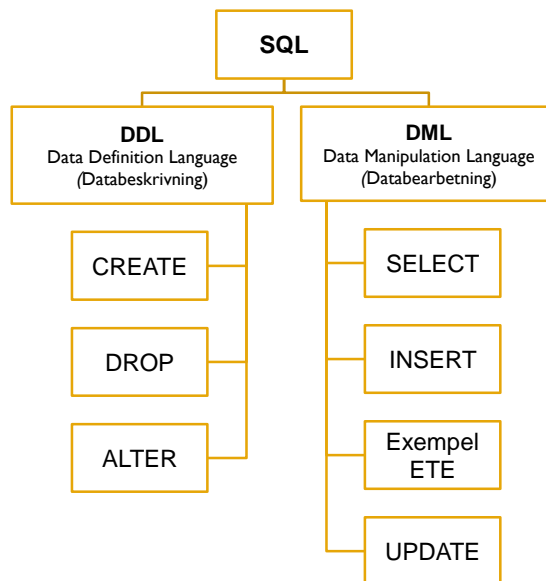 SQL
DDL
Data Definition Language
(Databeskrivning)
DML
Data Manipulation Language
(Databearbetning)
CREATE
DROP
ALTER
SELECT
INSERT
Exempel
ETE
UPDATE